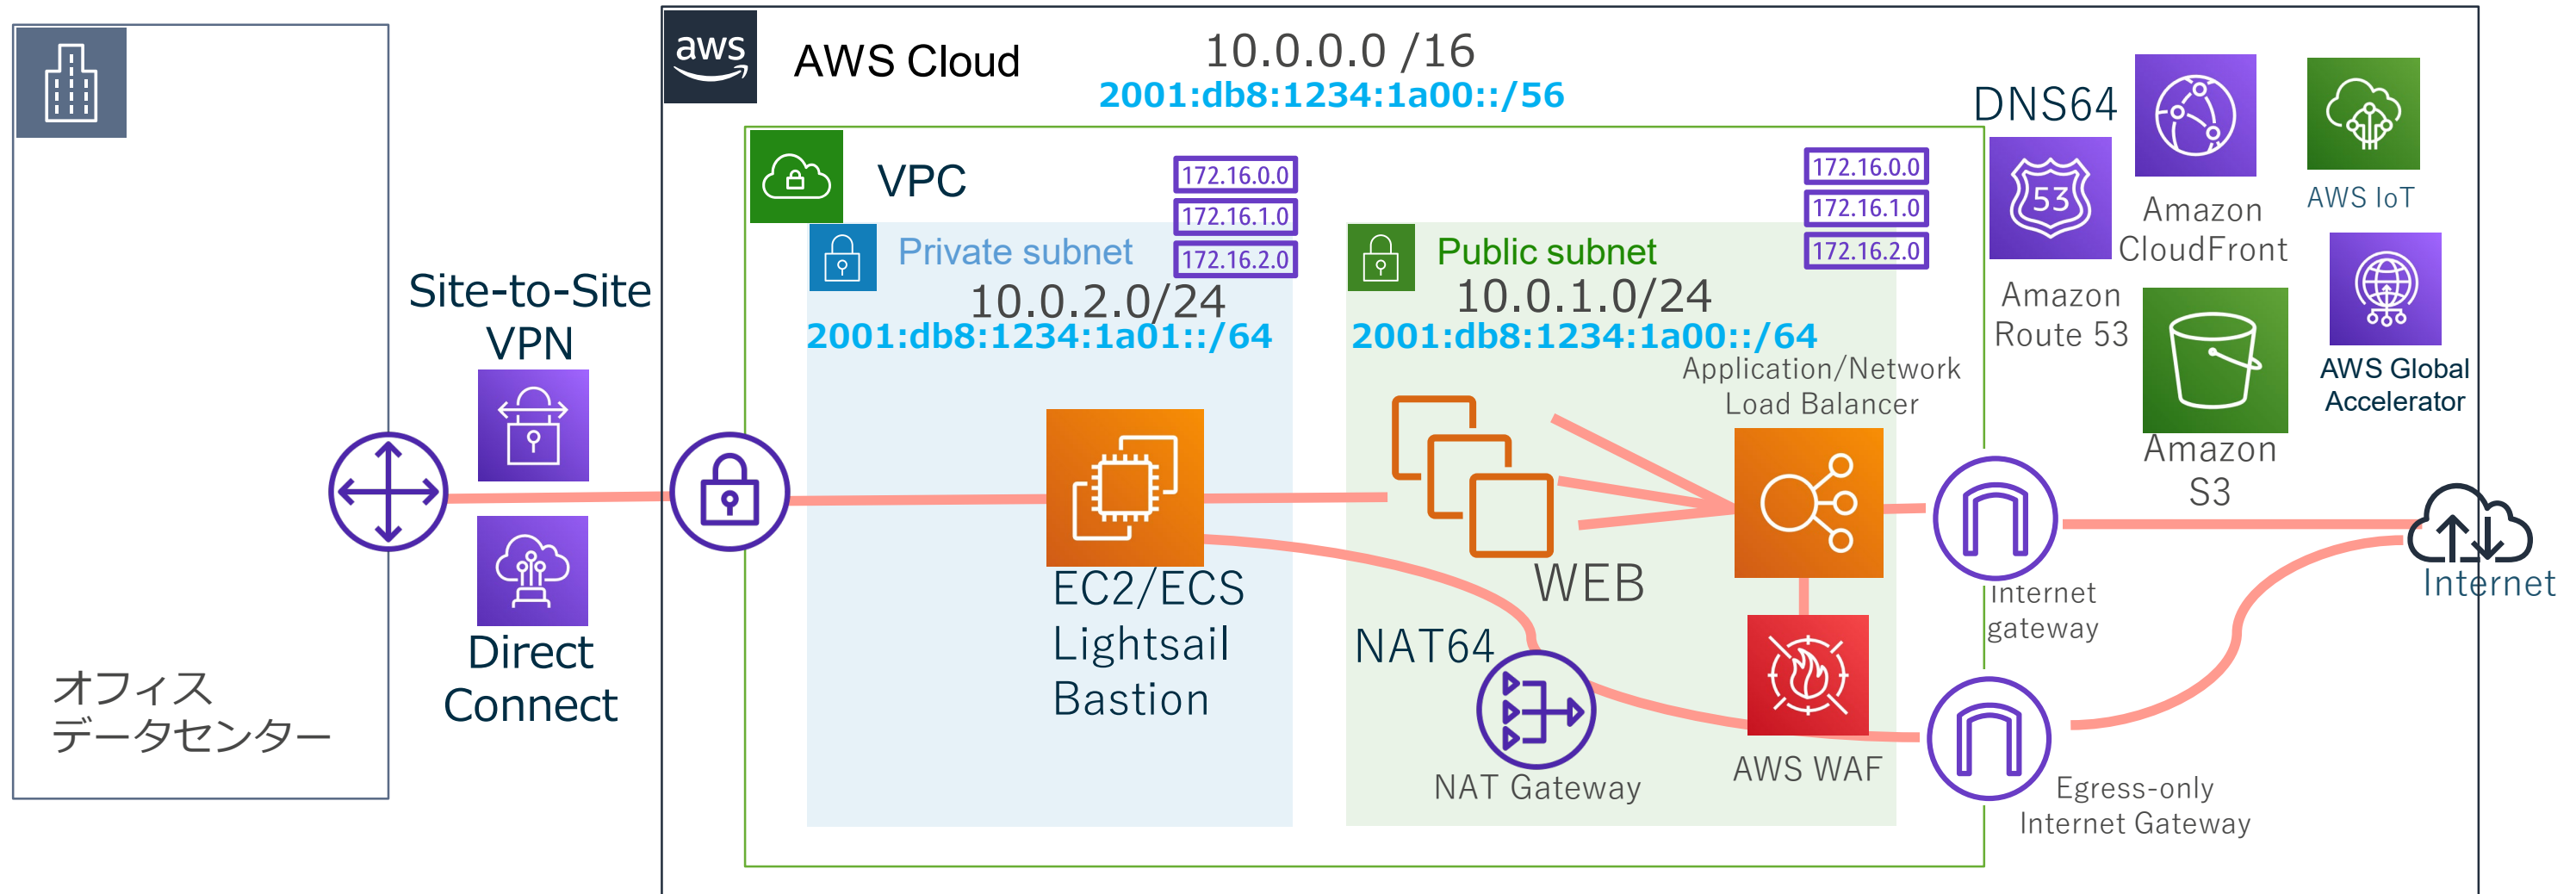 aws
AWS Cloud
10.0.0.0 /16
2001:db8:1234:1a00::/56
VPC
172.16.0.0
172.16.1.0
172.16.2.0
172.16.0.0
172.16.1.0
172.16.2.0
Private subnet
10.0.2.0/24
2001:db8:1234:1a01::/64
Public subnet
10.0.1.0/24
2001:db8:1234:1a00::/64
Site-to-Site
VPN
Direct
Connect
オフィス
データセンター
EC2/ECS
Lightsail
Bastion
WEB
Application/Network
Load Balancer
NAT64
NAT Gateway
AWS WAF
Internet
gateway
Egress-only
Internet Gateway
DNS64
53
Amazon
Route 53
Amazon
CloudFront
AWS IoT
Amazon
S3
AWS Global
Accelerator
Internet